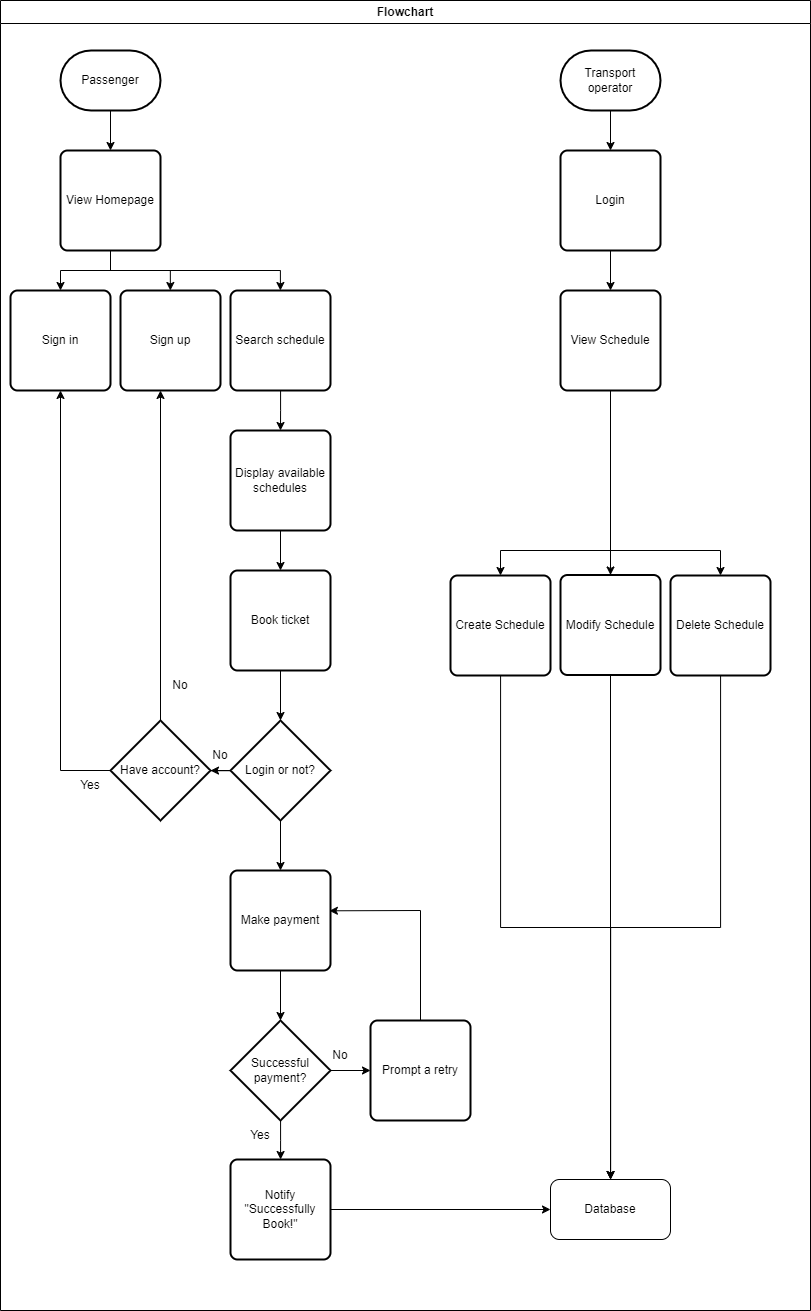 Flowchart
Passenger
Transport
operator
View Homepage
Login
Sign in
Sign up
Search schedule
View Schedule
Display available
schedules
Book ticket
Create Schedule
Modify Schedule
Delete Schedule
No
Have account?
No
Login or not?
Yes
Make payment
Successful
payment?
No
Prompt a retry
Yes
Notify
"Successfully
Book!"
Database